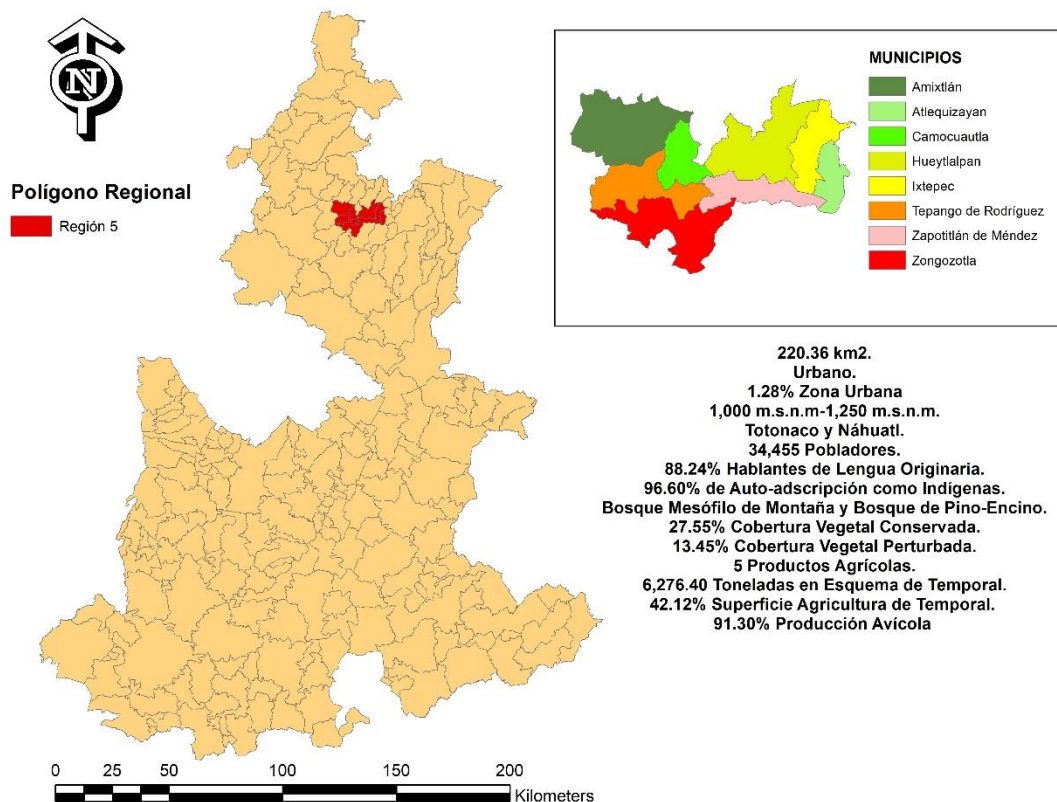 N
Polígono Regional
Región 5
MUNICIPIOS
Amixtlán
Atlequizayan
Camocuautla
Hueytlalpan
Ixtepec
Tepango de Rodríguez
Zapotitlán de Méndez
Zongozotla
220.36 km2.
Urbano.
1.28% Zona Urbana
1,000 m.s.n.m-1,250 m.s.n.m.
Totonaco y Náhuatl.
34,455 Pobladores.
88.24% Hablantes de Lengua Originaria.
96.60% de Auto-adscripción como Indígenas.
Bosque Mesófilo de Montaña y Bosque de Pino-Encino.
27.55% Cobertura Vegetal Conservada.
13.45% Cobertura Vegetal Perturbada.
5 Productos Agrícolas.
6,276.40 Toneladas en Esquema de Temporal.
42.12% Superficie Agricultura de Temporal.
91.30% Producción Avícola
0 25 50 100 150 200
Kilometers